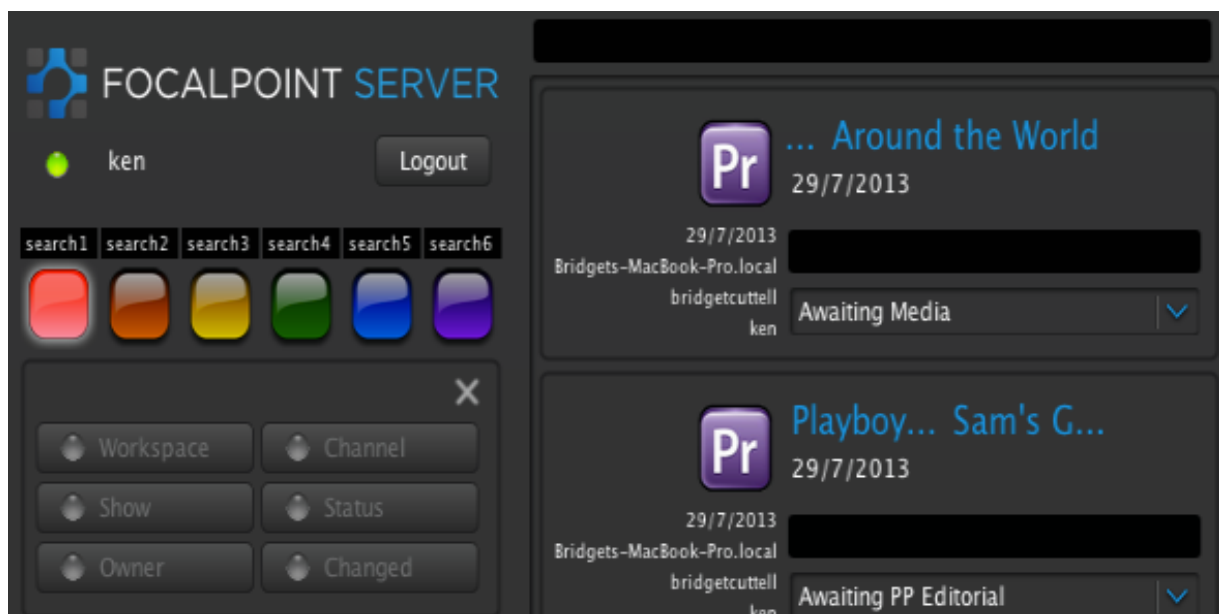 FOCALPOINT SERVER
ken
Logout
search1 search2 search3 search4 search5 search6
Workspace Channel
Show Status
Owner Changed
Pr
... Around the World
29/7/2013
29/7/2013
Bridgets-MacBook-Pro.local
bridgetcuttell
ken
Awaiting Media
Pr
Playboy... Sam's G...
29/7/2013
29/7/2013
Bridgets-MacBook-Pro.local
bridgetcuttell
ken
Awaiting PP Editorial